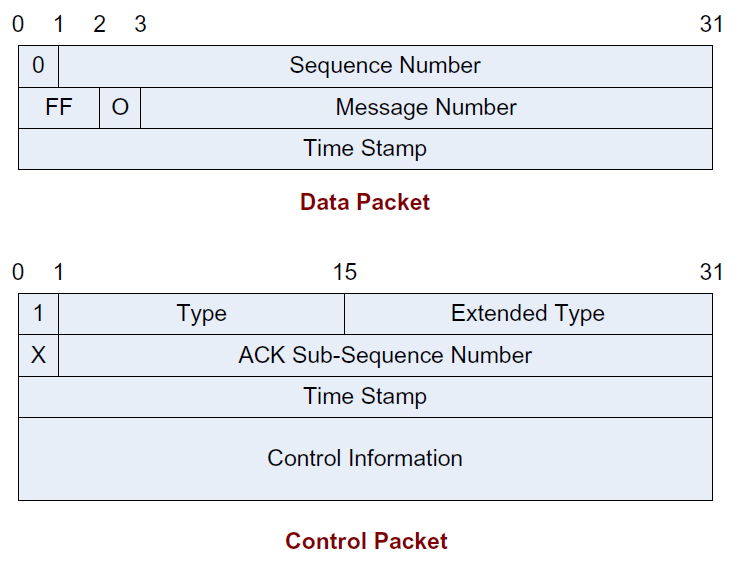 0 1 2 3 31
0 Sequence Number
FF O Message Number
Time Stamp
Data Packet
0 1 15 31
1 Type Extended Type
X ACK Sub-Sequence Number
Time Stamp
Control Information
Control Packet